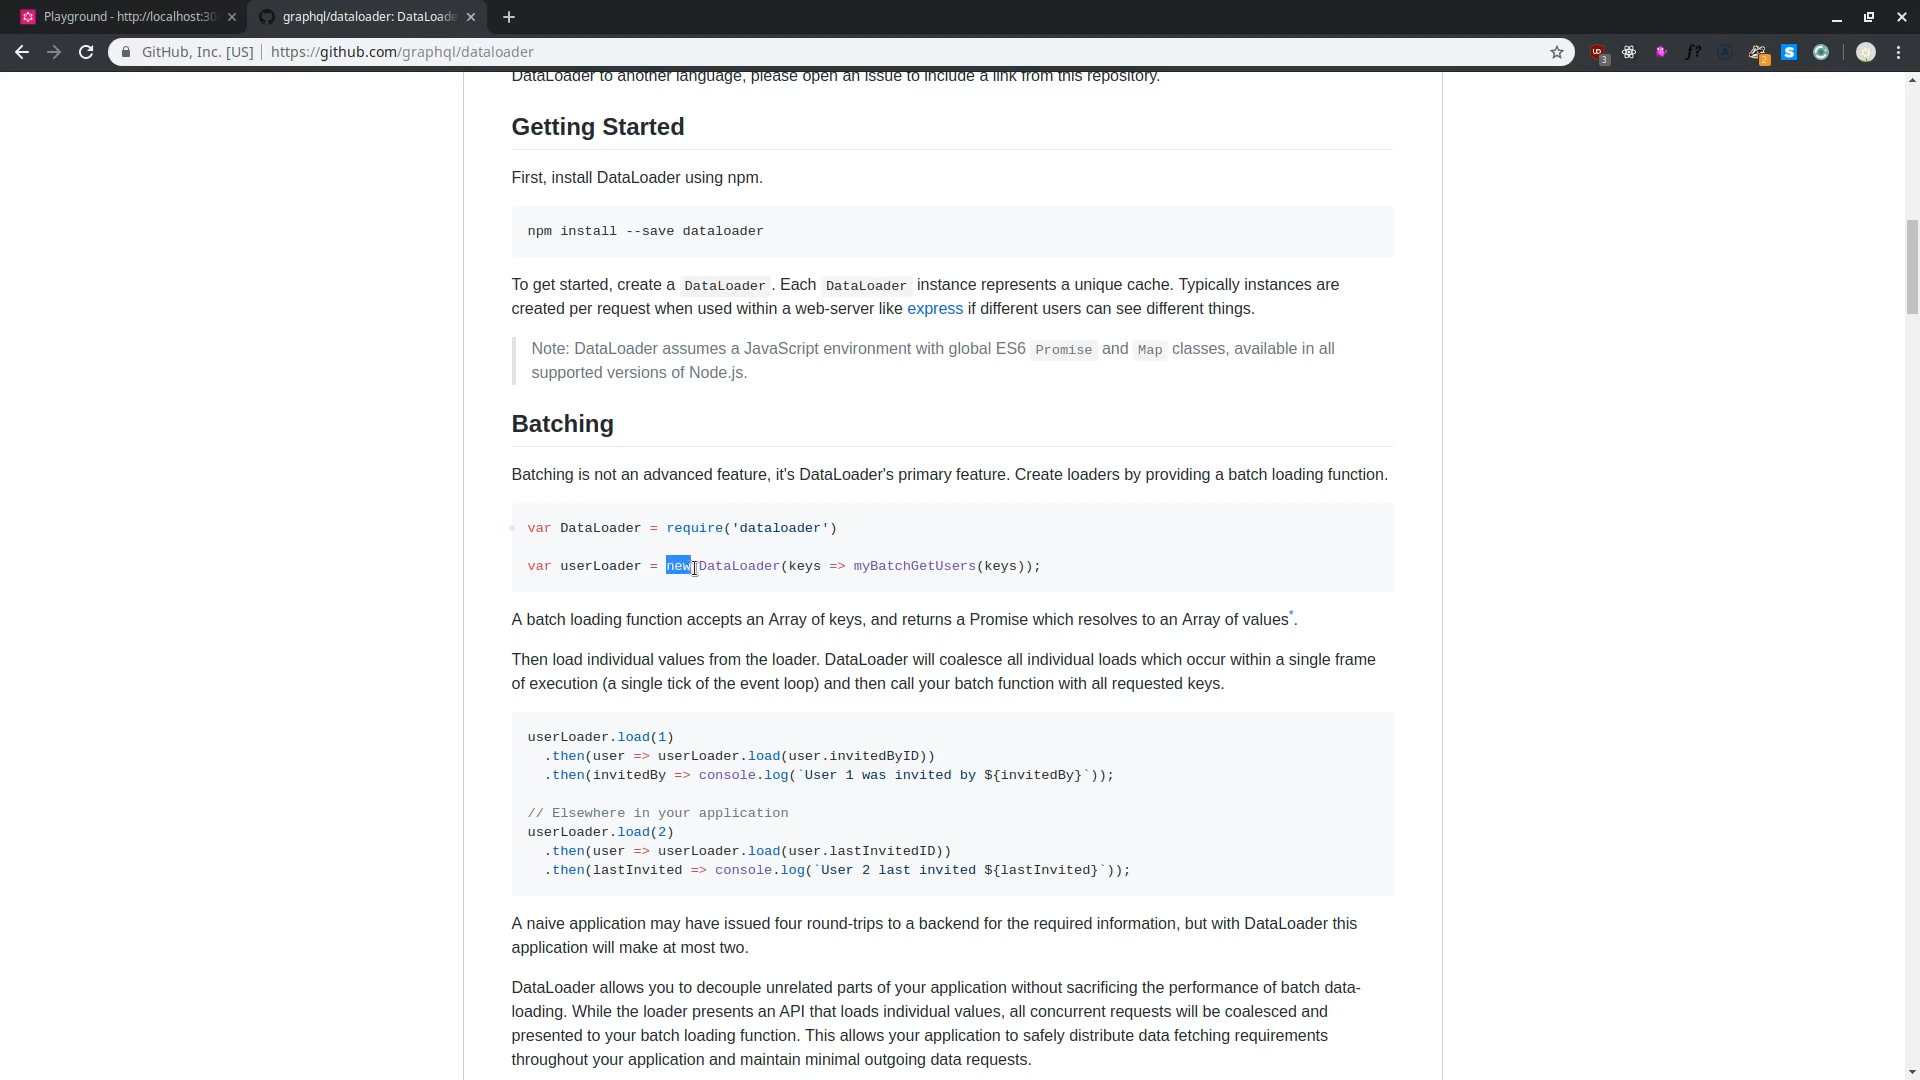 Playground - http://localhost:30
graphql/dataloader: DataLoade
GitHub, Inc. [US]
https://github.com/graphql/dataloader
3
f?
2
DataLoader to another language, please open an issue to include a link from this repository.
Getting Started
First, install DataLoader using npm.
npm install --save dataloader
To get started, create a DataLoader. Each DataLoader instance represents a unique cache. Typically instances are
created per request when used within a web-server like express if different users can see different things.
Note: DataLoader assumes a JavaScript environment with global ES6 Promise and Map classes, available in all
supported versions of Node.js.
Batching
Batching is not an advanced feature, it's DataLoader's primary feature. Create loaders by providing a batch loading function.
var DataLoader = require('dataloader')
var userLoader = new DataLoader(keys => myBatchGetUsers(keys));
A batch loading function accepts an Array of keys, and returns a Promise which resolves to an Array of values*.
Then load individual values from the loader. DataLoader will coalesce all individual loads which occur within a single frame
of execution (a single tick of the event loop) and then call your batch function with all requested keys.
userLoader.load(1)
  .then(user => userLoader.load(user.invitedByID))
  .then(invitedBy => console.log(`User 1 was invited by ${invitedBy}`));
// Elsewhere in your application
userLoader.load(2)
  .then(user => userLoader.load(user.lastInvitedID))
  .then(lastInvited => console.log(`User 2 last invited ${lastInvited}`));
A naive application may have issued four round-trips to a backend for the required information, but with DataLoader this
application will make at most two.
DataLoader allows you to decouple unrelated parts of your application without sacrificing the performance of batch data-
loading. While the loader presents an API that loads individual values, all concurrent requests will be coalesced and
presented to your batch loading function. This allows your application to safely distribute data fetching requirements
throughout your application and maintain minimal outgoing data requests.